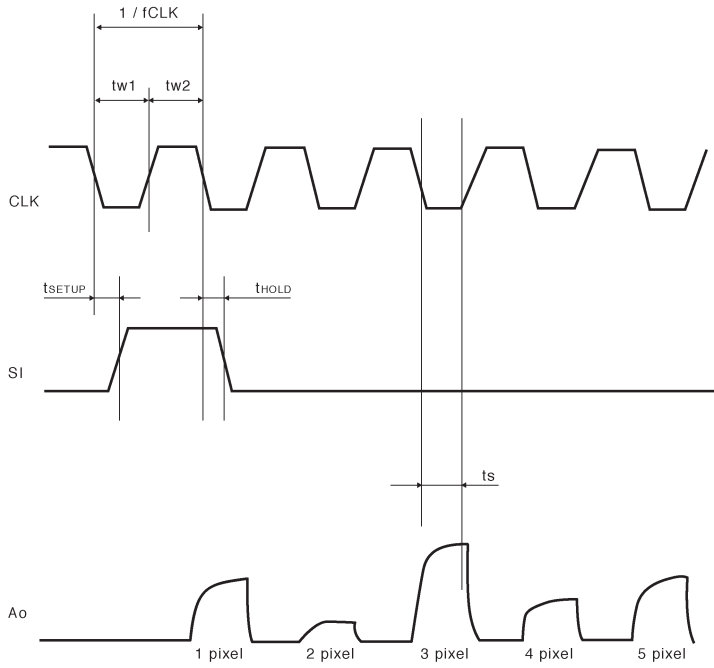 1 / fCLK
tw1 tw2
CLK
tSETUP tHOLD
SI
ts
Ao
1 pixel 2 pixel 3 pixel 4 pixel 5 pixel